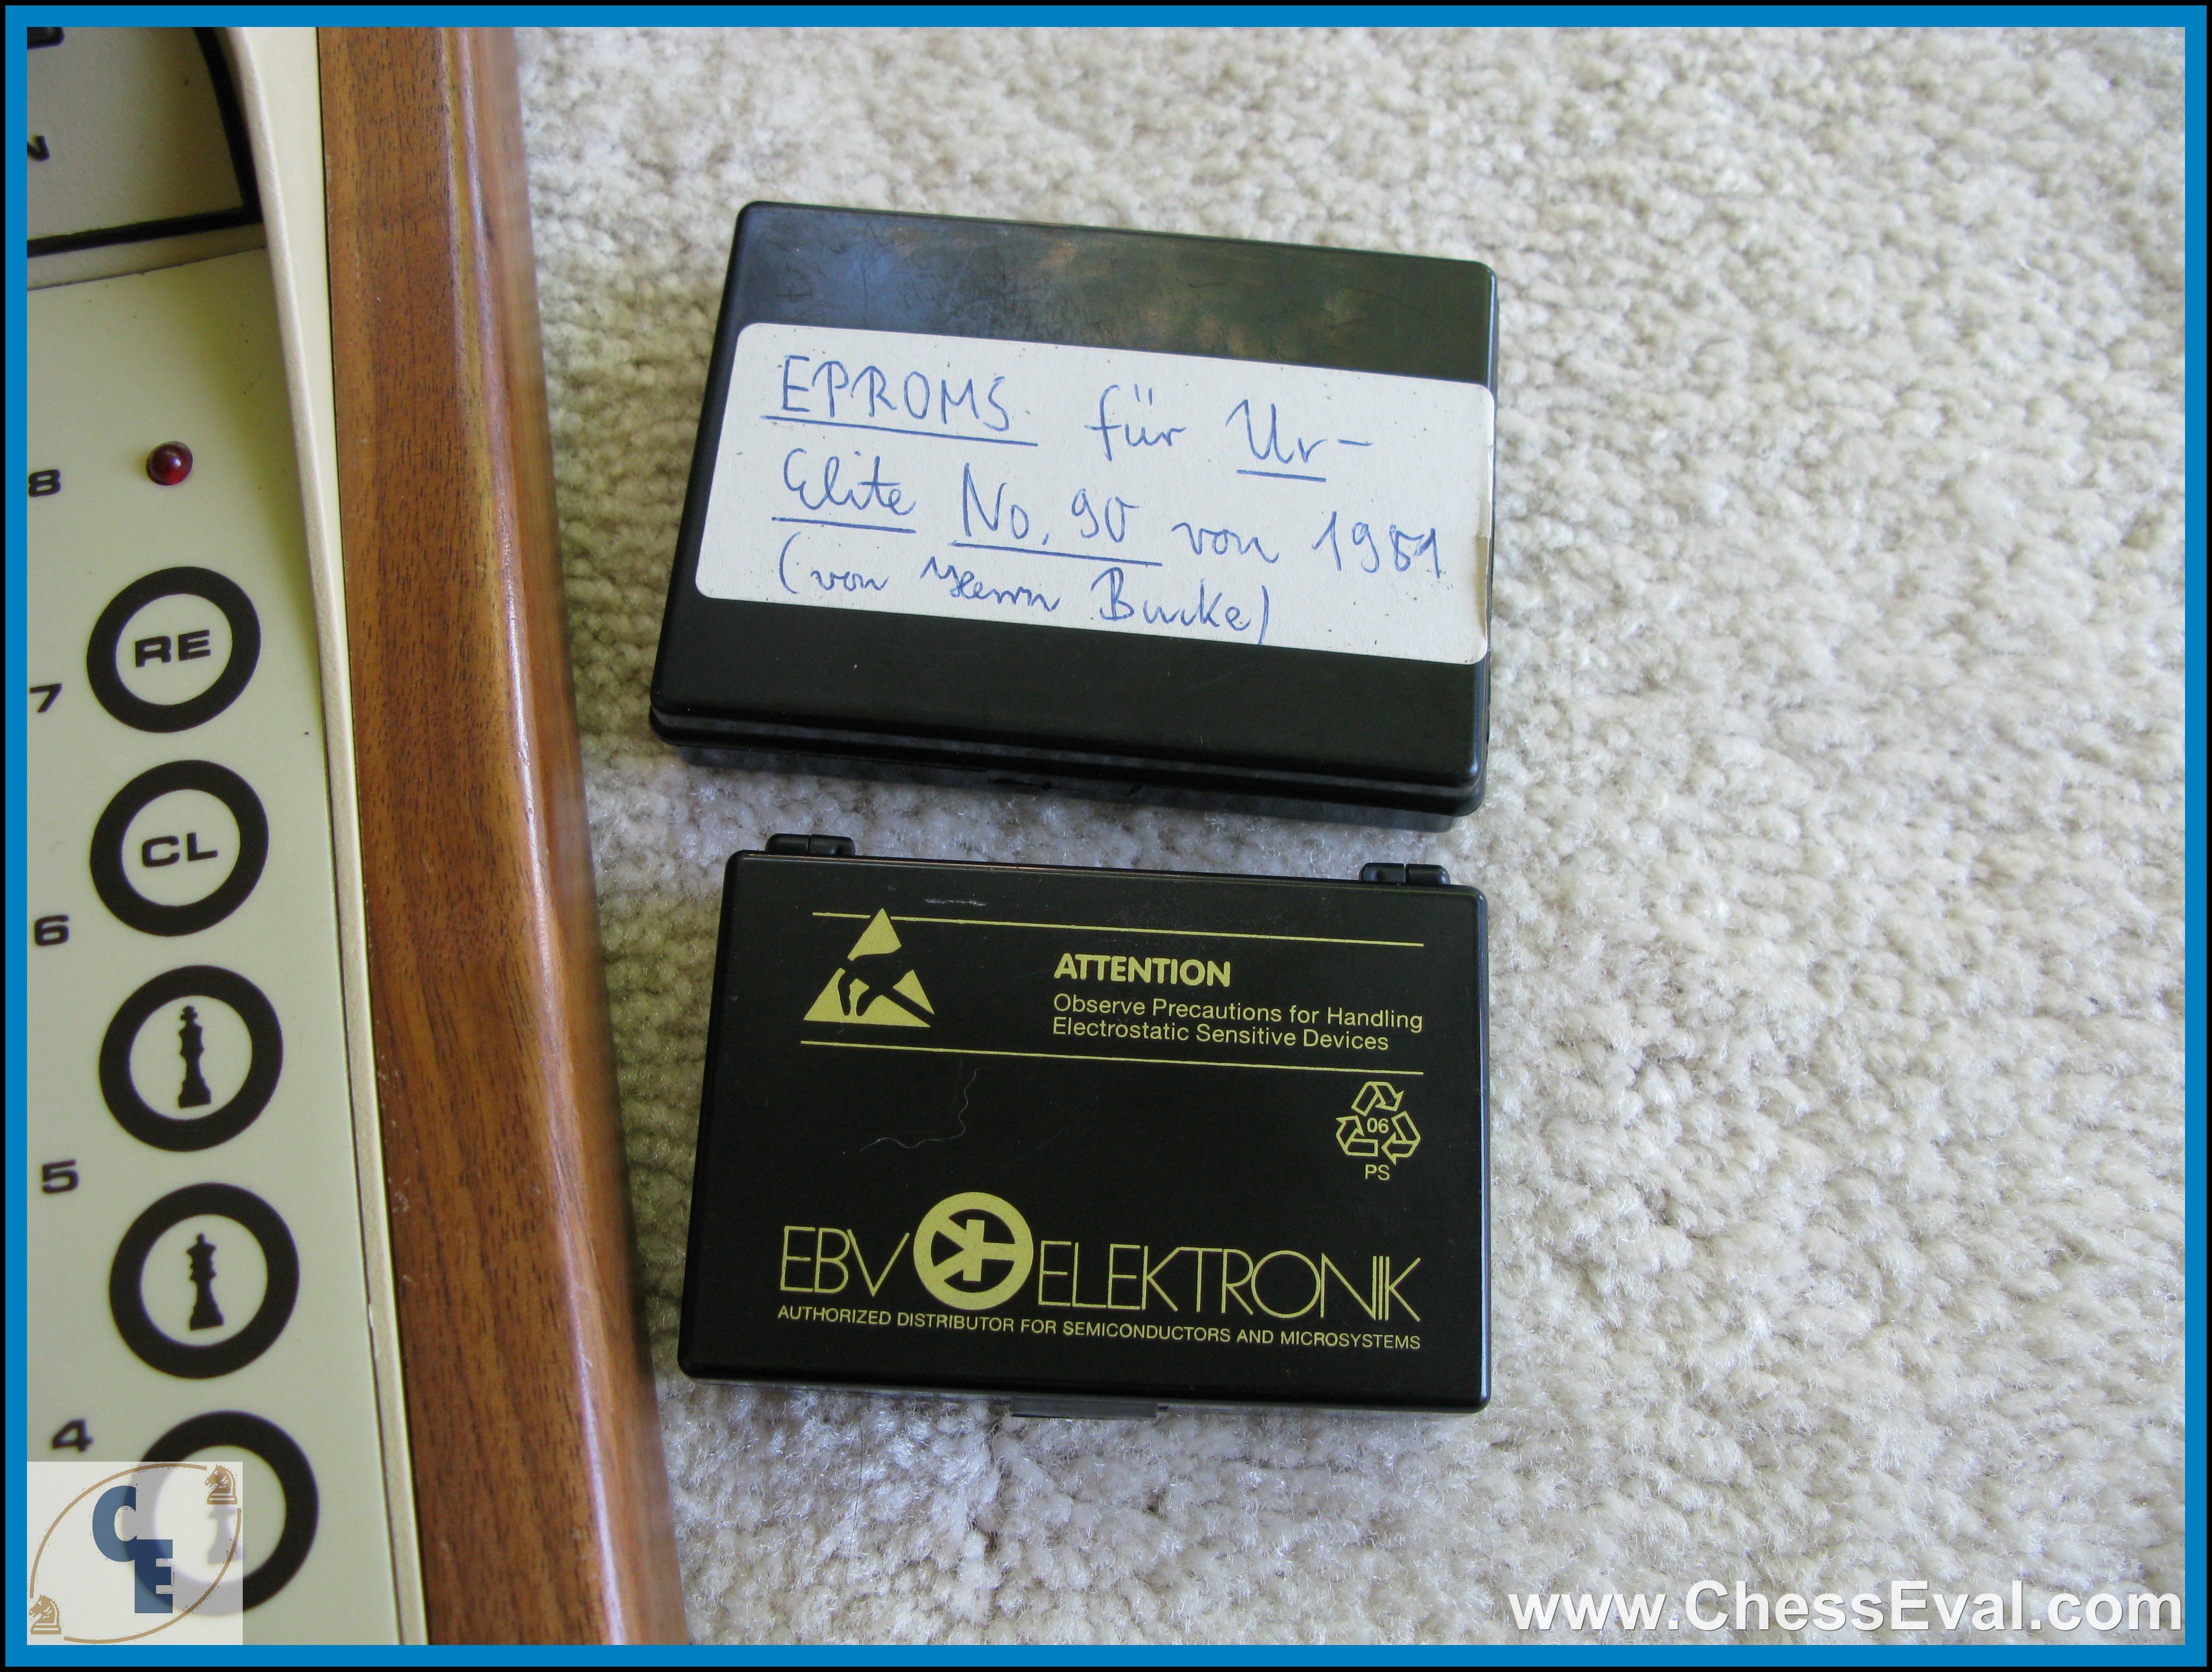 N
8
RE
7
CL
6
5
4
EPROMS für Ur-
Elite No. 90 von 1981
(von Herrn Burke)
ATTENTION
Observe Precautions for Handling
Electrostatic Sensitive Devices
06
PS
EBV ELEKTRONIK
AUTHORIZED DISTRIBUTOR FOR SEMICONDUCTORS AND MICROSYSTEMS
CE
www.ChessEval.com